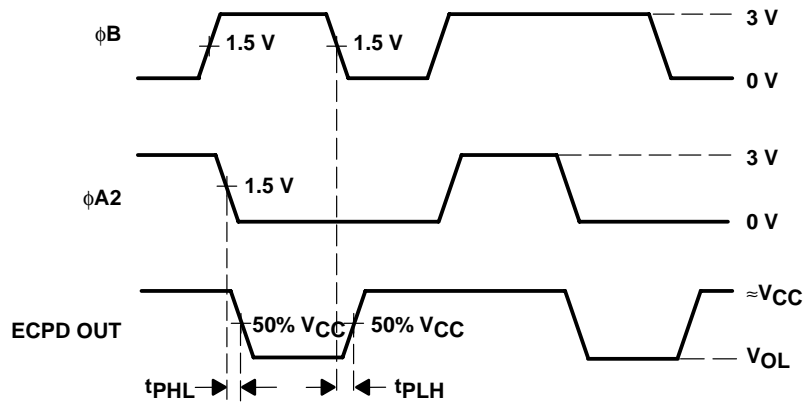 ϕB
1.5 V
1.5 V
3 V
0 V
ϕA2
1.5 V
3 V
0 V
ECPD OUT
50% VCC
50% VCC
≈VCC
VOL
tPHL
tPLH